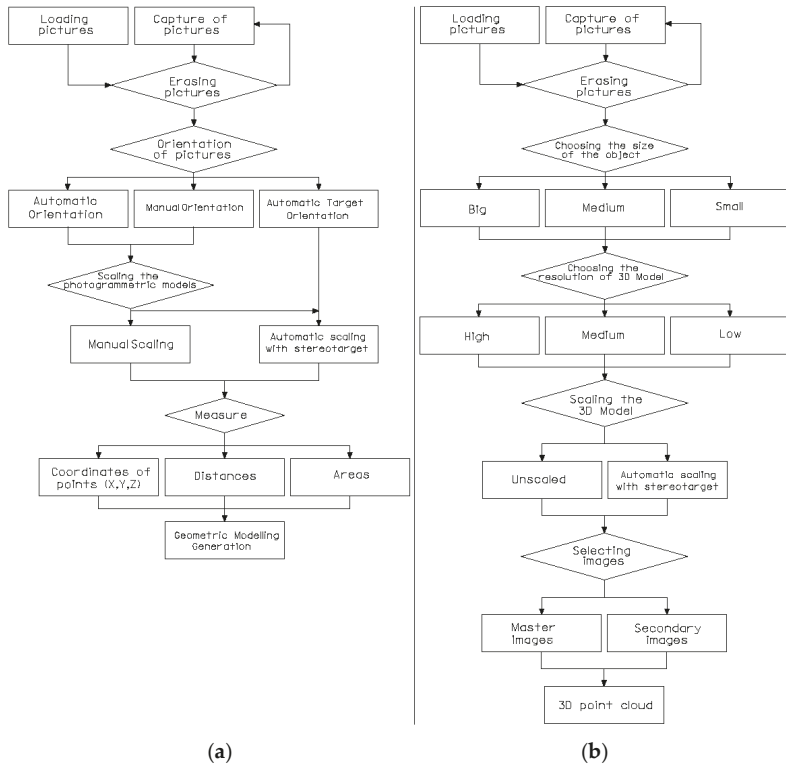 Loading
pictures
Capture of
pictures
Erasing
pictures
Orientation
of pictures
Automatic
Orientation
Manual Orientation
Automatic Target
Orientation
Scaling the
photogrammetric models
Manual Scaling
Automatic scaling
with stereotarget
Measure
Coordinates of
points (X,Y,Z)
Distances
Areas
Geometric Modelling
Generation
(a)
Loading
pictures
Capture of
pictures
Erasing
pictures
Choosing the size
of the object
Big
Medium
Small
Choosing the
resolution of 3D Model
High
Medium
Low
Scaling the
3D Model
Unscaled
Automatic scaling
with stereotarget
Selecting
images
Master
images
Secondary
images
3D point cloud
(b)